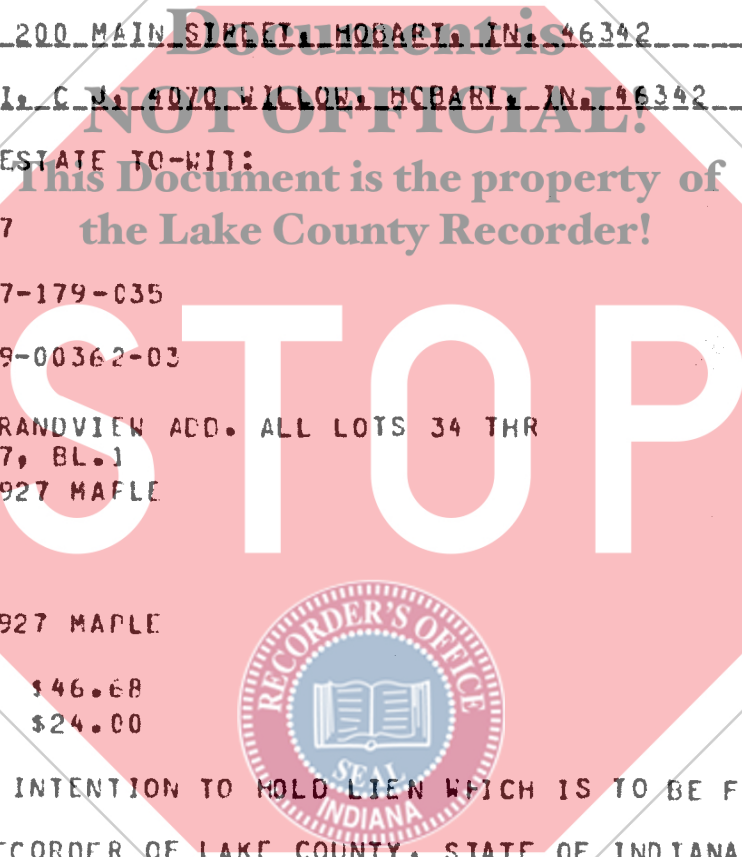 200 MAIN STREET, HOBART, IN. 46342
Document is
I, C J, 4070 WILLOW, HOBART, IN. 46342
NOT OFFICIAL!
ESTATE TO-WIT:
This Document is the property of
7
the Lake County Recorder!
7-179-035
9-00362-03
STOP
RANDVIEW ADD. ALL LOTS 34 THR
7, BL.1
927 MAPLE
927 MAPLE
RECORDER'S OFFICE
$46.68
$24.00
SEAL
INTENTION TO HOLD LIEN WHICH IS TO BE F
INDIANA
ECORDER OF LAKE COUNTY, STATE OF INDIANA